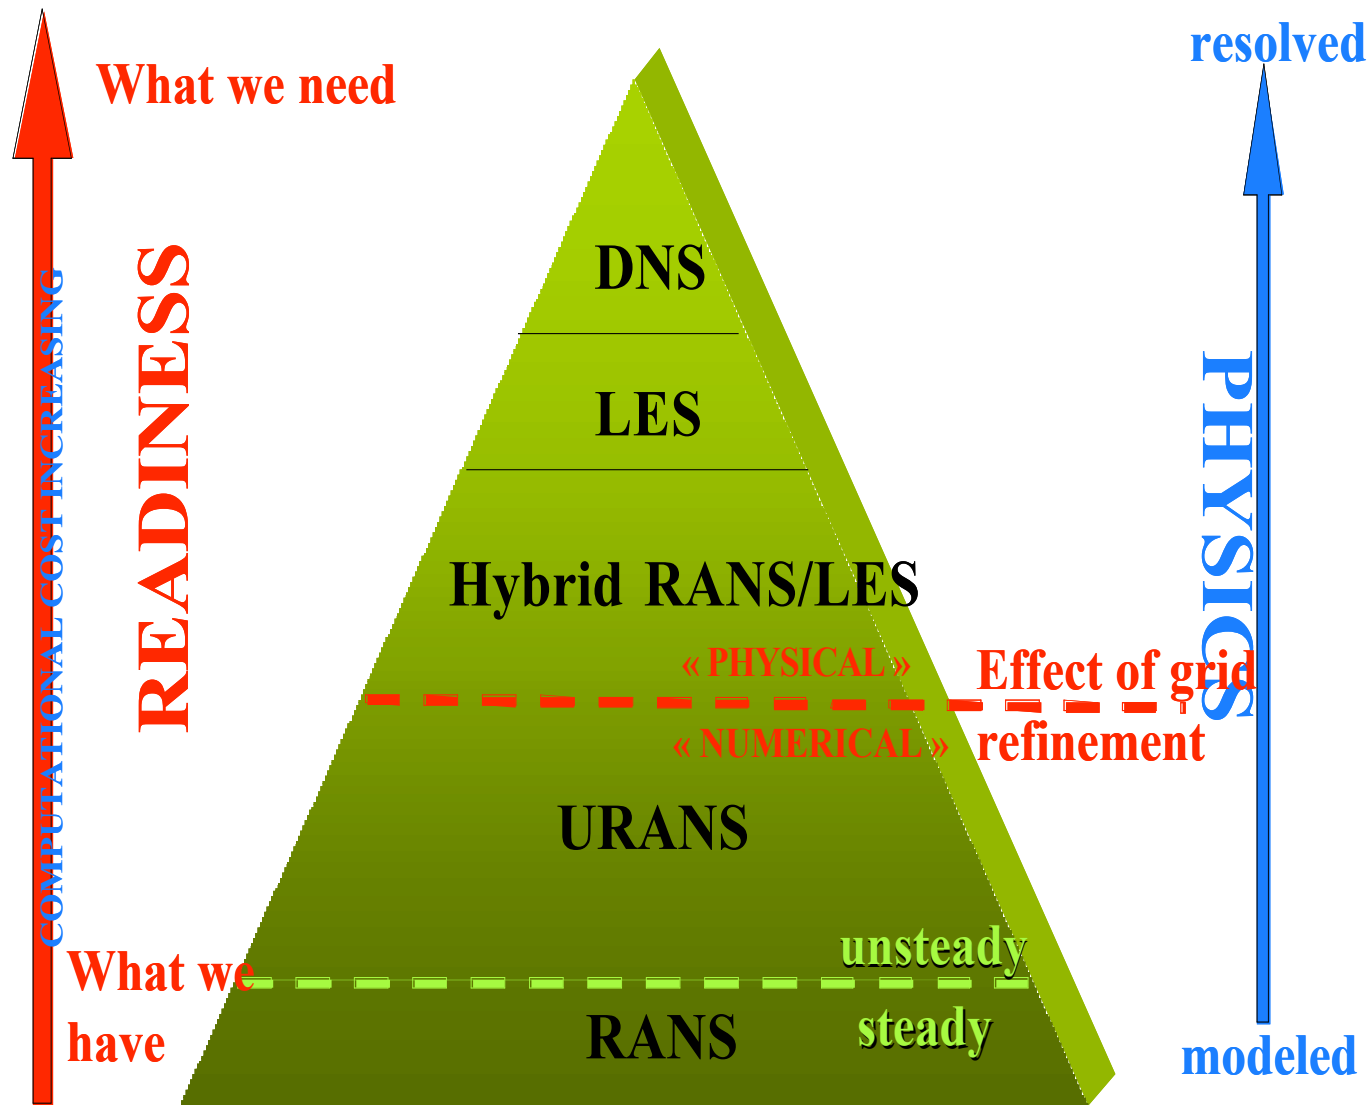 resolved
What we need
READINESS
COMPUTATIONAL COST INCREASING
DNS
PHYSICS
LES
Hybrid RANS/LES
« PHYSICAL »
Effect of grid
« NUMERICAL »
refinement
URANS
unsteady
What we
have
RANS
steady
modeled